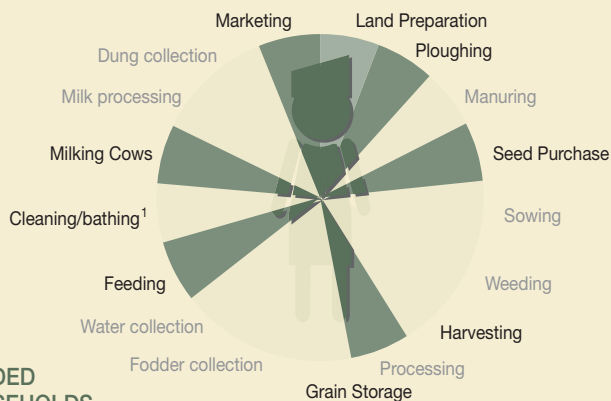 Marketing
Land Preparation
Dung collection
Ploughing
Milk processing
Manuring
Milking Cows
Seed Purchase
Cleaning/bathing1
Sowing
Feeding
Weeding
Water collection
Harvesting
Fodder collection
Processing
Grain Storage